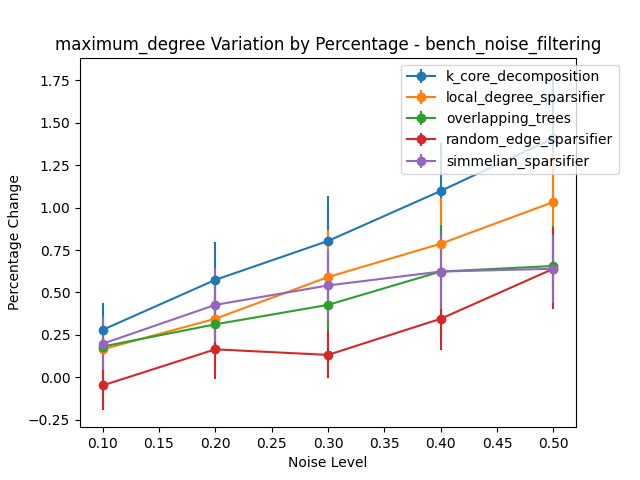 maximum_degree Variation by Percentage - bench_noise_filtering
k_core_decomposition
local_degree_sparsifier
overlapping_trees
random_edge_sparsifier
simmelian_sparsifier
Percentage Change
1.75
1.50
1.25
1.00
0.75
0.50
0.25
0.00
−0.25
0.10 0.15 0.20 0.25 0.30 0.35 0.40 0.45 0.50
Noise Level